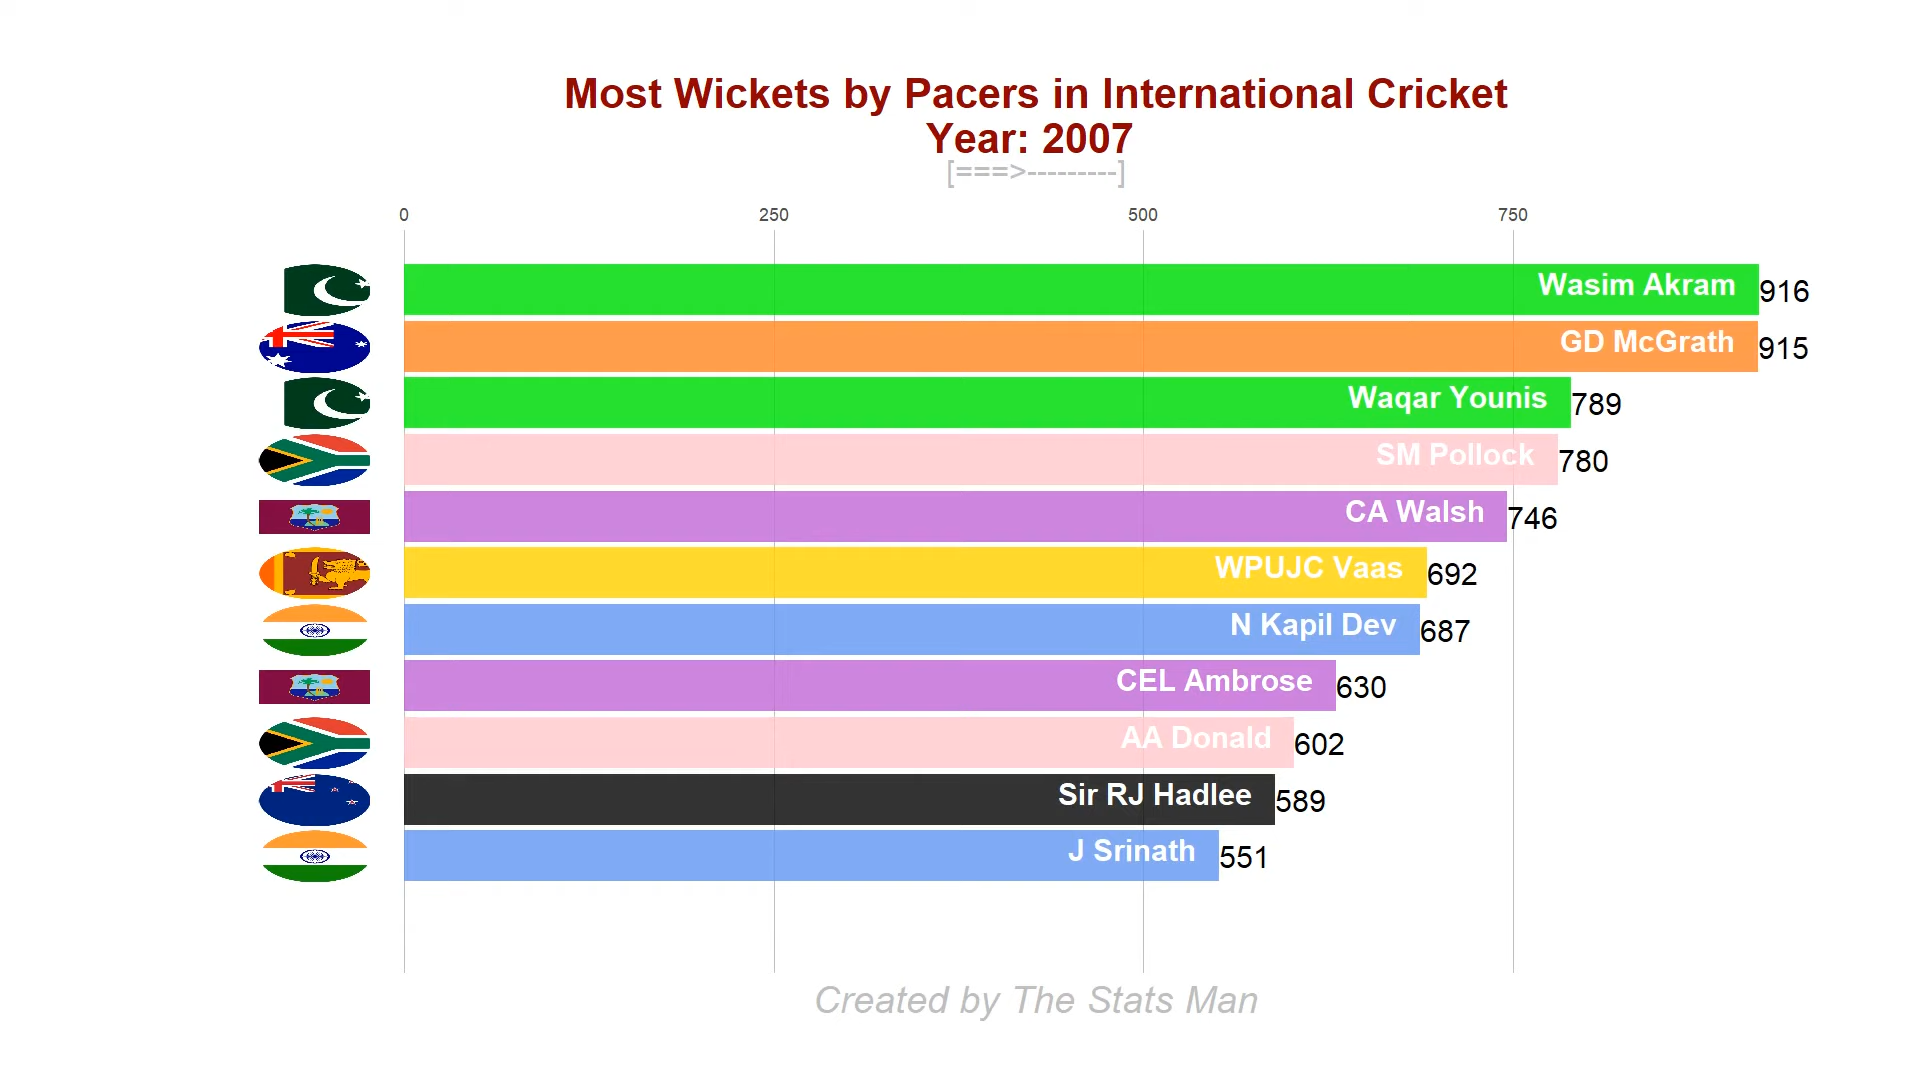 Most Wickets by Pacers in International Cricket
Year: 2007
[===>---------]
0 250 500 750
Wasim Akram 916
GD McGrath 915
Waqar Younis 789
SM Pollock 780
CA Walsh 746
WPUJC Vaas 692
N Kapil Dev 687
CEL Ambrose 630
AA Donald 602
Sir RJ Hadlee 589
J Srinath 551
Created by The Stats Man